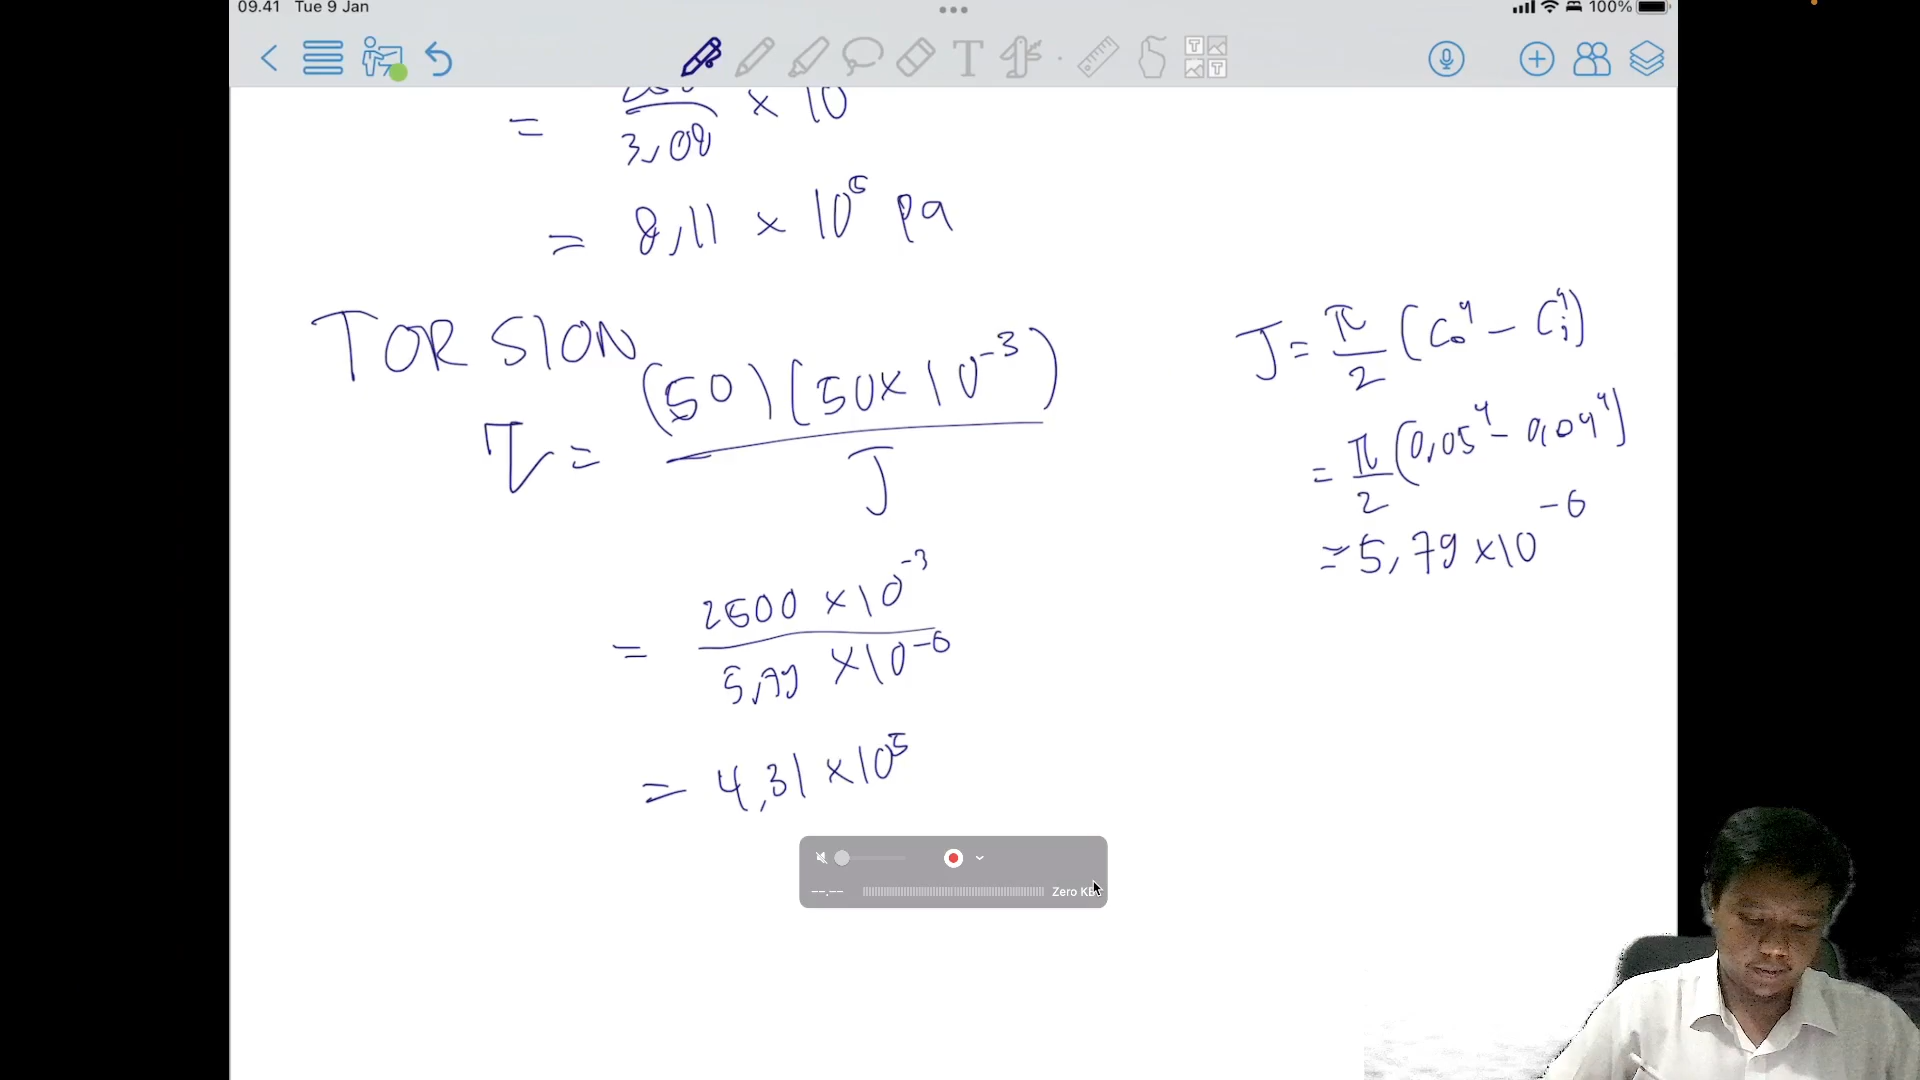 09.41 Tue 9 Jan
100%
T
= 3,08 × 10
= 8,11 × 10⁵ Pa
TORSION
τ = (50)(50×10⁻³) / J
J = π/2 (C₀⁴ − Cᵢ⁴)
= π/2 (0,05⁴ − 0,04⁴)
= 5,79 ×10⁻⁶
= 2500 ×10⁻³ / 5,79 ×10⁻⁶
= 4,31 ×10⁵
--.--
Zero KB